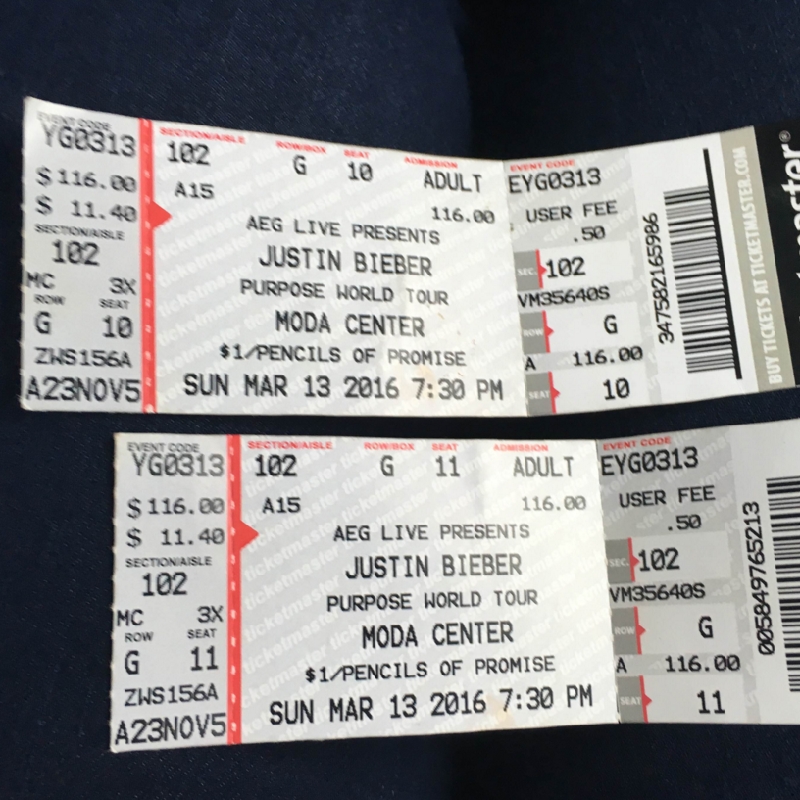 EVENT CODE
YG0313
$ 116.00
$ 11.40
SECTION/AISLE
102
MC 3X
ROW SEAT
G 10
ZWS156A
A23NOV5
SECTION/AISLE ROW/BOX SEAT ADMISSION
102 G 10 ADULT
A15 116.00
AEG LIVE PRESENTS
JUSTIN BIEBER
PURPOSE WORLD TOUR
MODA CENTER
$1/PENCILS OF PROMISE
SUN MAR 13 2016 7:30 PM
EVENT CODE
EYG0313
USER FEE
.50
SEC. 102
VM35640S
ROW G
A 116.00
SEAT 10
347582165986
BUY TICKETS AT TICKETMASTER.COM
EVENT CODE
YG0313
$ 116.00
$ 11.40
SECTION/AISLE
102
MC 3X
ROW SEAT
G 11
ZWS156A
A23NOV5
SECTION/AISLE ROW/BOX SEAT ADMISSION
102 G 11 ADULT
A15 116.00
AEG LIVE PRESENTS
JUSTIN BIEBER
PURPOSE WORLD TOUR
MODA CENTER
$1/PENCILS OF PROMISE
SUN MAR 13 2016 7:30 PM
EVENT CODE
EYG0313
USER FEE
.50
SEC. 102
VM35640S
ROW G
A 116.00
SEAT 11
005849765213